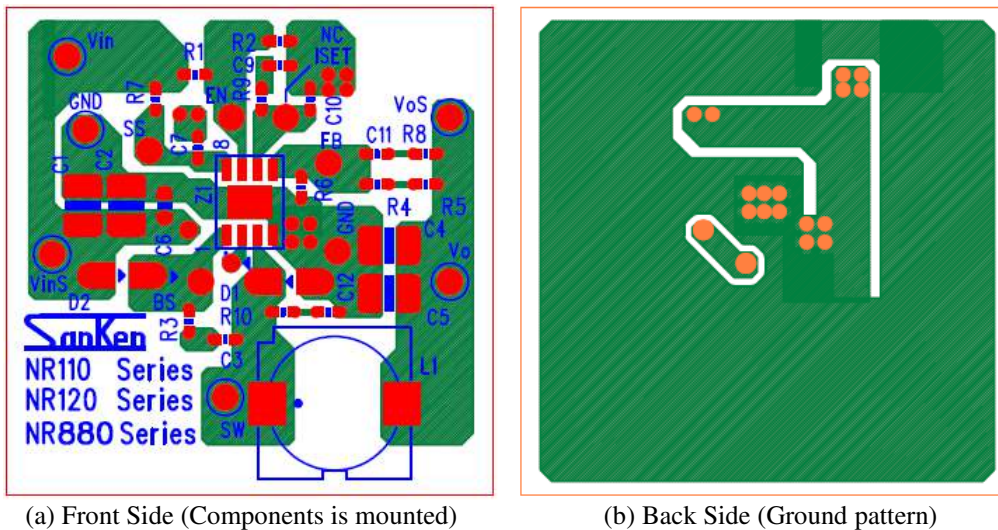 Vin
R1
R2
C9
NC
ISET
GND
R7
EN
R9
C10
VoS
SS
C7
8
FB
C11
R8
C1
C2
Z1
R6
R4
R5
C6
1
GND
C4
Vo
VinS
D2
BS
D1
C12
C5
R3
R10
C3
SanKen
NR110 Series
NR120 Series
NR880 Series
SW
L1
(a) Front Side (Components is mounted)
(b) Back Side (Ground pattern)